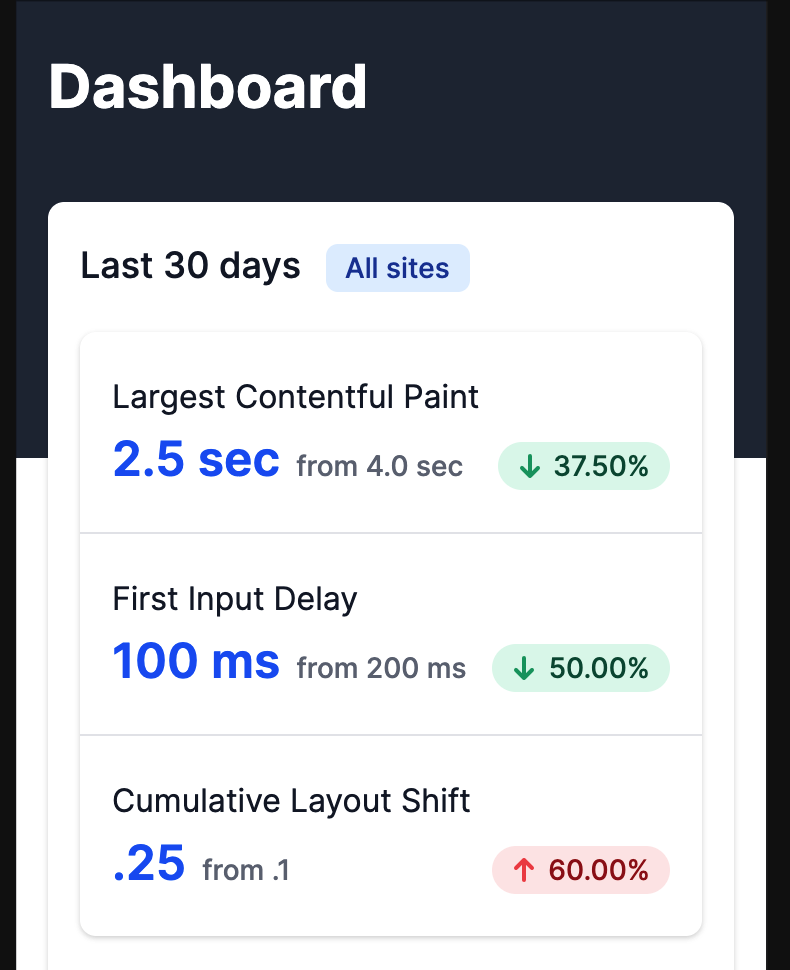 Dashboard
Last 30 days All sites
Largest Contentful Paint
2.5 sec from 4.0 sec ↓ 37.50%
First Input Delay
100 ms from 200 ms ↓ 50.00%
Cumulative Layout Shift
.25 from .1 ↑ 60.00%